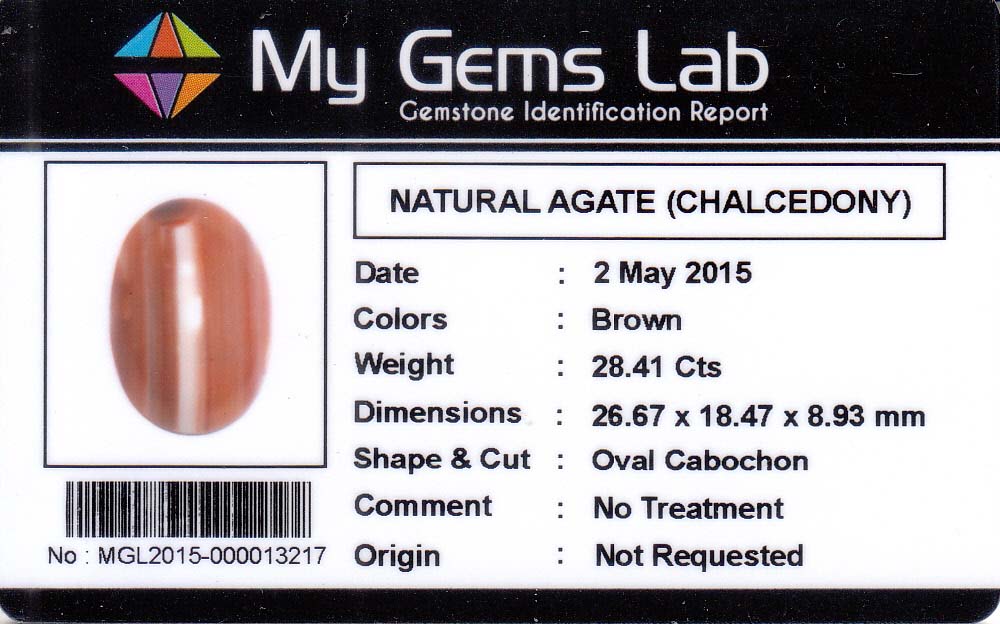 My Gems Lab
Gemstone Identification Report
NATURAL AGATE (CHALCEDONY)
Date : 2 May 2015
Colors : Brown
Weight : 28.41 Cts
Dimensions : 26.67 x 18.47 x 8.93 mm
Shape & Cut : Oval Cabochon
Comment : No Treatment
Origin : Not Requested
No : MGL2015-000013217